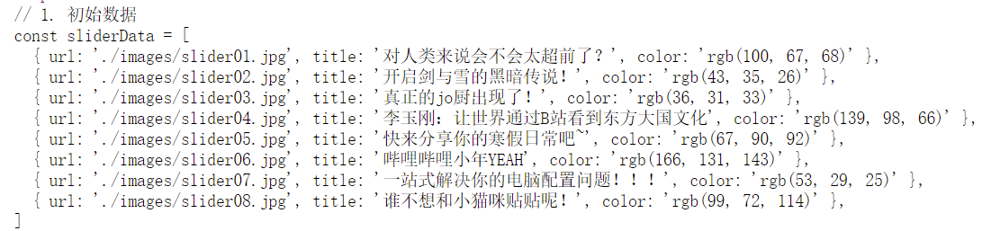 // 1. 初始数据
const sliderData = [
  { url: './images/slider01.jpg', title: '对人类来说会不会太超前了？', color: 'rgb(100, 67, 68)' },
  { url: './images/slider02.jpg', title: '开启剑与雪的黑暗传说！', color: 'rgb(43, 35, 26)' },
  { url: './images/slider03.jpg', title: '真正的jo厨出现了！', color: 'rgb(36, 31, 33)' },
  { url: './images/slider04.jpg', title: '李玉刚：让世界通过B站看到东方大国文化', color: 'rgb(139, 98, 66)' },
  { url: './images/slider05.jpg', title: '快来分享你的寒假日常吧~', color: 'rgb(67, 90, 92)' },
  { url: './images/slider06.jpg', title: '哔哩哔哩小年YEAH', color: 'rgb(166, 131, 143)' },
  { url: './images/slider07.jpg', title: '一站式解决你的电脑配置问题！！！', color: 'rgb(53, 29, 25)' },
  { url: './images/slider08.jpg', title: '谁不想和小猫咪贴贴呢！', color: 'rgb(99, 72, 114)' },
]